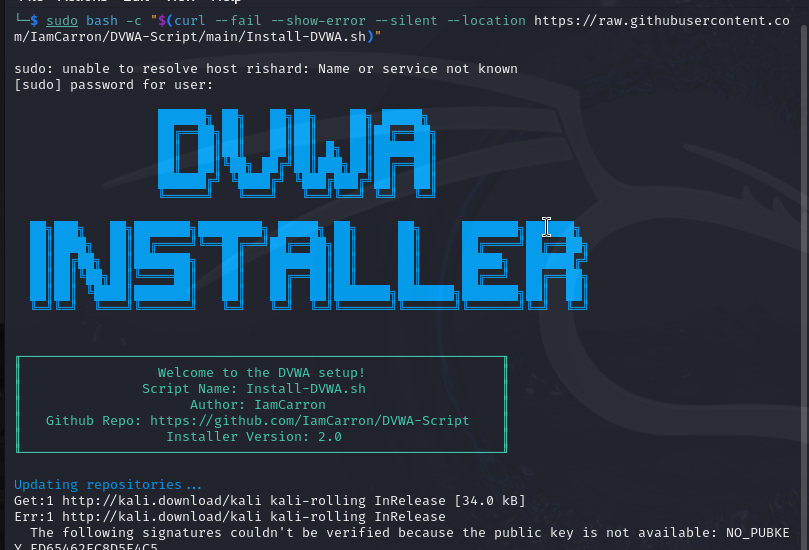 └─$ sudo bash -c "$(curl --fail --show-error --silent --location https://raw.githubusercontent.co
m/IamCarron/DVWA-Script/main/Install-DVWA.sh)"
sudo: unable to resolve host rishard: Name or service not known
[sudo] password for user:
DVWA
INSTALLER
Welcome to the DVWA setup!
Script Name: Install-DVWA.sh
Author: IamCarron
Github Repo: https://github.com/IamCarron/DVWA-Script
Installer Version: 2.0
Updating repositories...
Get:1 http://kali.download/kali kali-rolling InRelease [34.0 kB]
Err:1 http://kali.download/kali kali-rolling InRelease
The following signatures couldn't be verified because the public key is not available: NO_PUBKE